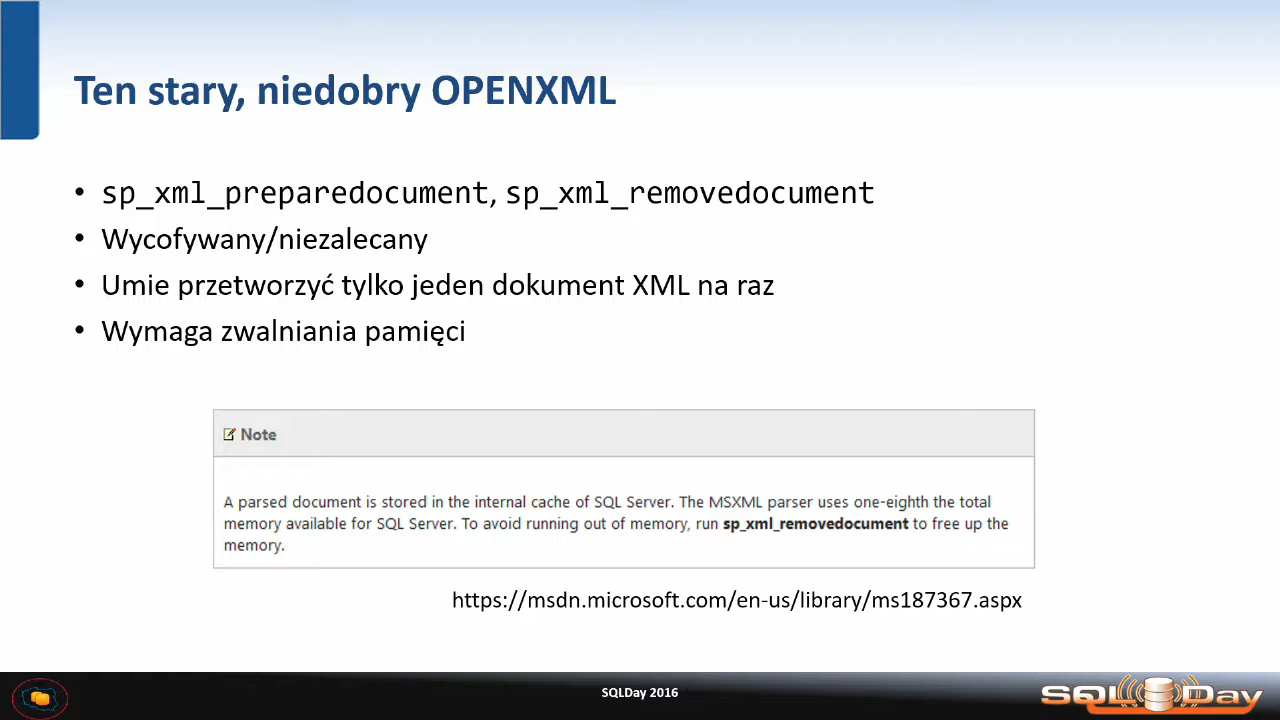 Ten stary, niedobry OPENXML
• sp_xml_preparedocument, sp_xml_removedocument
• Wycofywany/niezalecany
• Umie przetworzyć tylko jeden dokument XML na raz
• Wymaga zwalniania pamięci
Note
A parsed document is stored in the internal cache of SQL Server. The MSXML parser uses one-eighth the total
memory available for SQL Server. To avoid running out of memory, run sp_xml_removedocument to free up the
memory.
https://msdn.microsoft.com/en-us/library/ms187367.aspx
SQLDay 2016
SQL Day